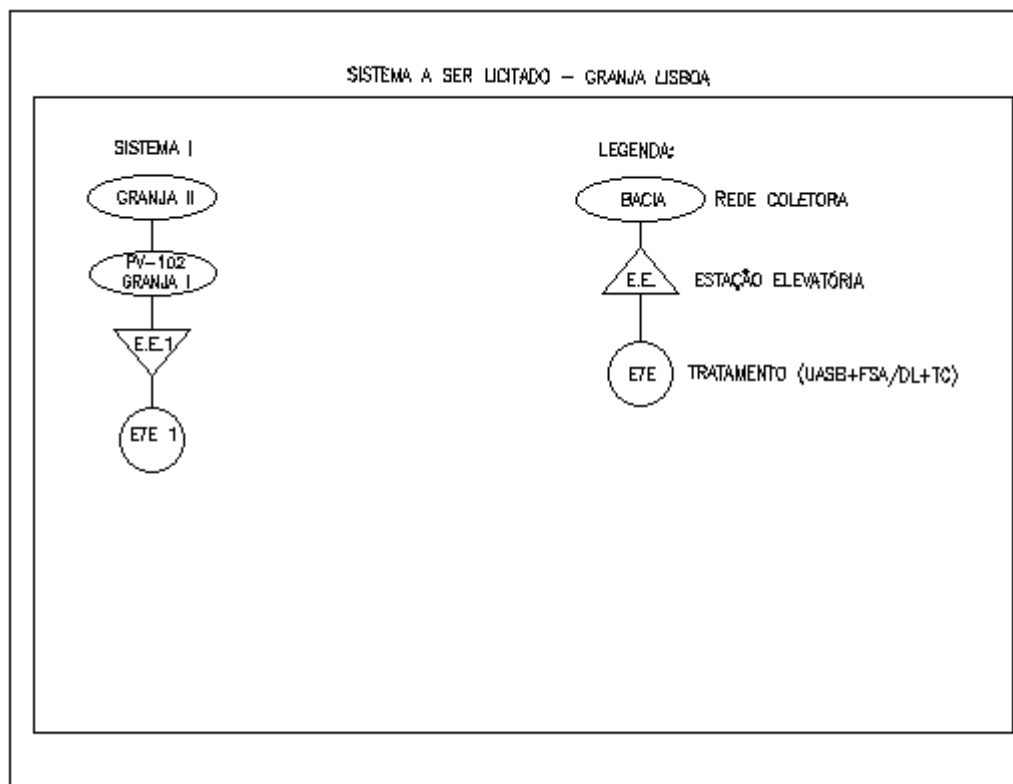 SISTEMA A SER LICITADO – GRANJA LISBOA
SISTEMA I
GRANJA II
PV-102
GRANJA I
E.E.1
ETE 1
LEGENDA:
BACIA
REDE COLETORA
E.E.
ESTAÇÃO ELEVATÓRIA
ETE
TRATAMENTO (UASB+FSA/DL+TC)